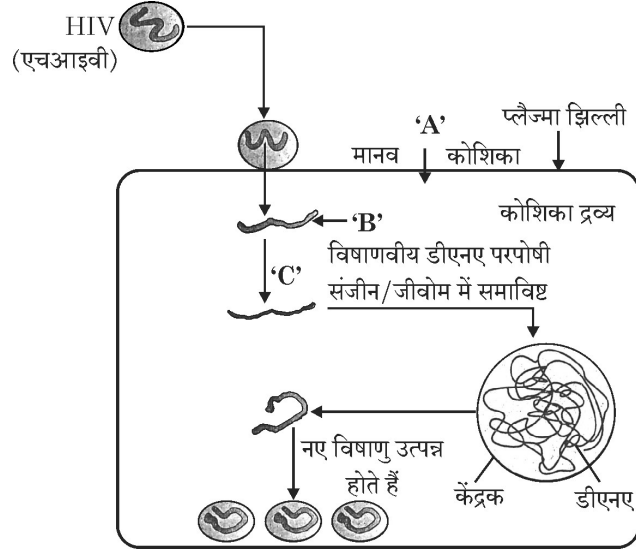 HIV
(एचआइवी)
प्लैज्मा झिल्ली
'A'
मानव कोशिका
कोशिका द्रव्य
'B'
विषाणवीय डीएनए परपोषी
'C'
संजीन/जीवोम में समाविष्ट
नए विषाणु उत्पन्न
होते हैं
केंद्रक
डीएनए